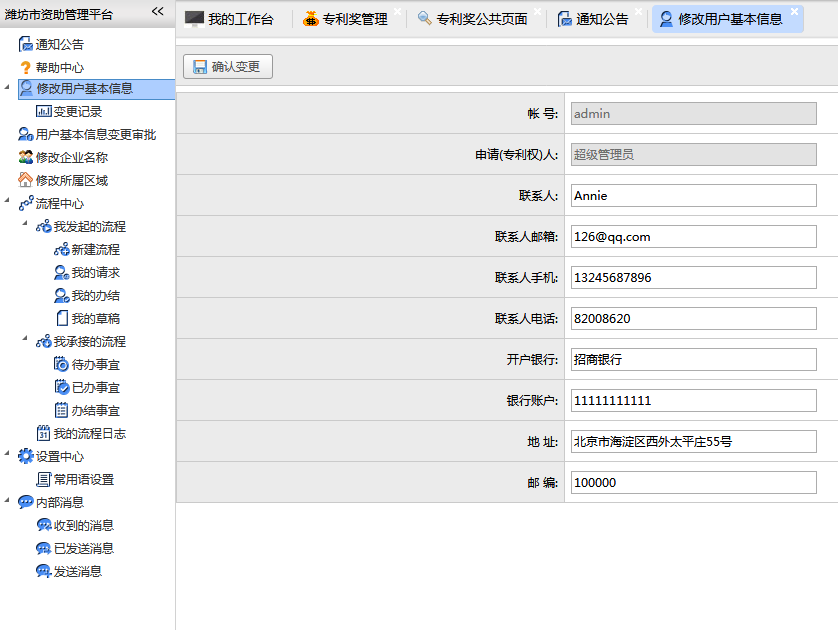 潍坊市资助管理平台
通知公告
帮助中心
修改用户基本信息
变更记录
用户基本信息变更审批
修改企业名称
修改所属区域
流程中心
我发起的流程
新建流程
我的请求
我的办结
我的草稿
我承接的流程
待办事宜
已办事宜
办结事宜
我的流程日志
设置中心
常用语设置
内部消息
收到的消息
已发送消息
发送消息
我的工作台 专利奖管理 专利奖公共页面 通知公告 修改用户基本信息
确认变更
帐 号: admin
申请(专利权)人: 超级管理员
联系人: Annie
联系人邮箱: 126@qq.com
联系人手机: 13245687896
联系人电话: 82008620
开户银行: 招商银行
银行账户: 11111111111
地 址: 北京市海淀区西外太平庄55号
邮 编: 100000